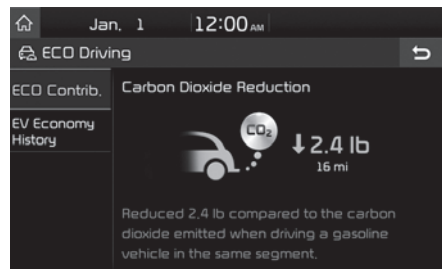 Jan. 1 12:00 AM
ECO Driving
ECO Contrib.
Carbon Dioxide Reduction
EV Economy
History
CO₂
↓2.4 lb
16 mi
Reduced 2.4 lb compared to the carbon
dioxide emitted when driving a gasoline
vehicle in the same segment.